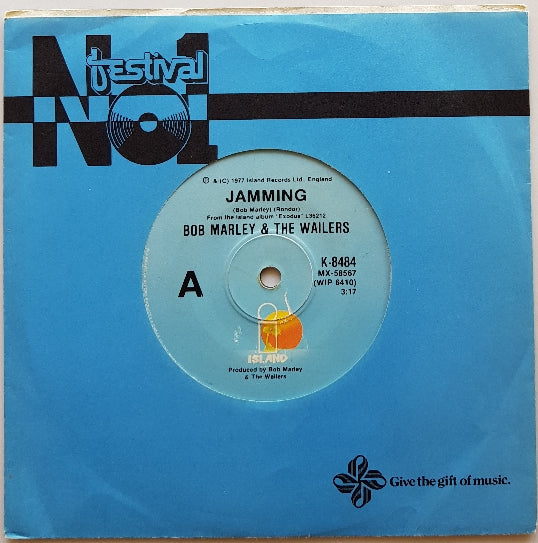 No1
festival
No1
℗ & (C) 1977 Island Records Ltd. England
JAMMING
(Bob Marley) (Rondor)
From the Island album "Exodus" L36212
BOB MARLEY & THE WAILERS
A
K-8484
MX-58567
(WIP 6410)
3:17
ISLAND
Produced by Bob Marley
& The Wailers
Give the gift of music.